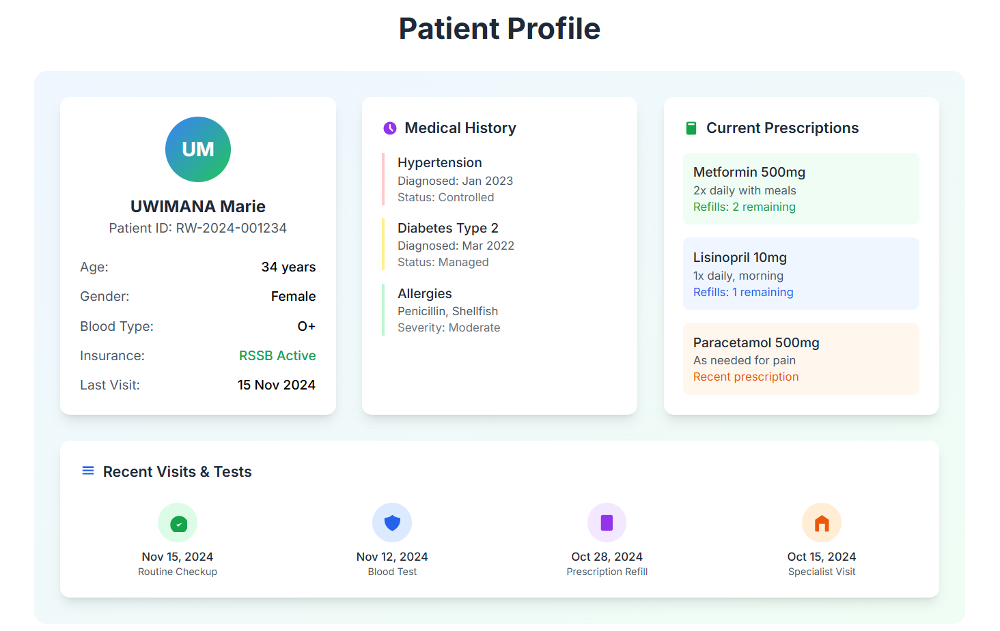 Patient Profile
UM
UWIMANA Marie
Patient ID: RW-2024-001234
Age: 34 years
Gender: Female
Blood Type: O+
Insurance: RSSB Active
Last Visit: 15 Nov 2024
Medical History
Hypertension
Diagnosed: Jan 2023
Status: Controlled
Diabetes Type 2
Diagnosed: Mar 2022
Status: Managed
Allergies
Penicillin, Shellfish
Severity: Moderate
Current Prescriptions
Metformin 500mg
2x daily with meals
Refills: 2 remaining
Lisinopril 10mg
1x daily, morning
Refills: 1 remaining
Paracetamol 500mg
As needed for pain
Recent prescription
Recent Visits & Tests
Nov 15, 2024
Routine Checkup
Nov 12, 2024
Blood Test
Oct 28, 2024
Prescription Refill
Oct 15, 2024
Specialist Visit